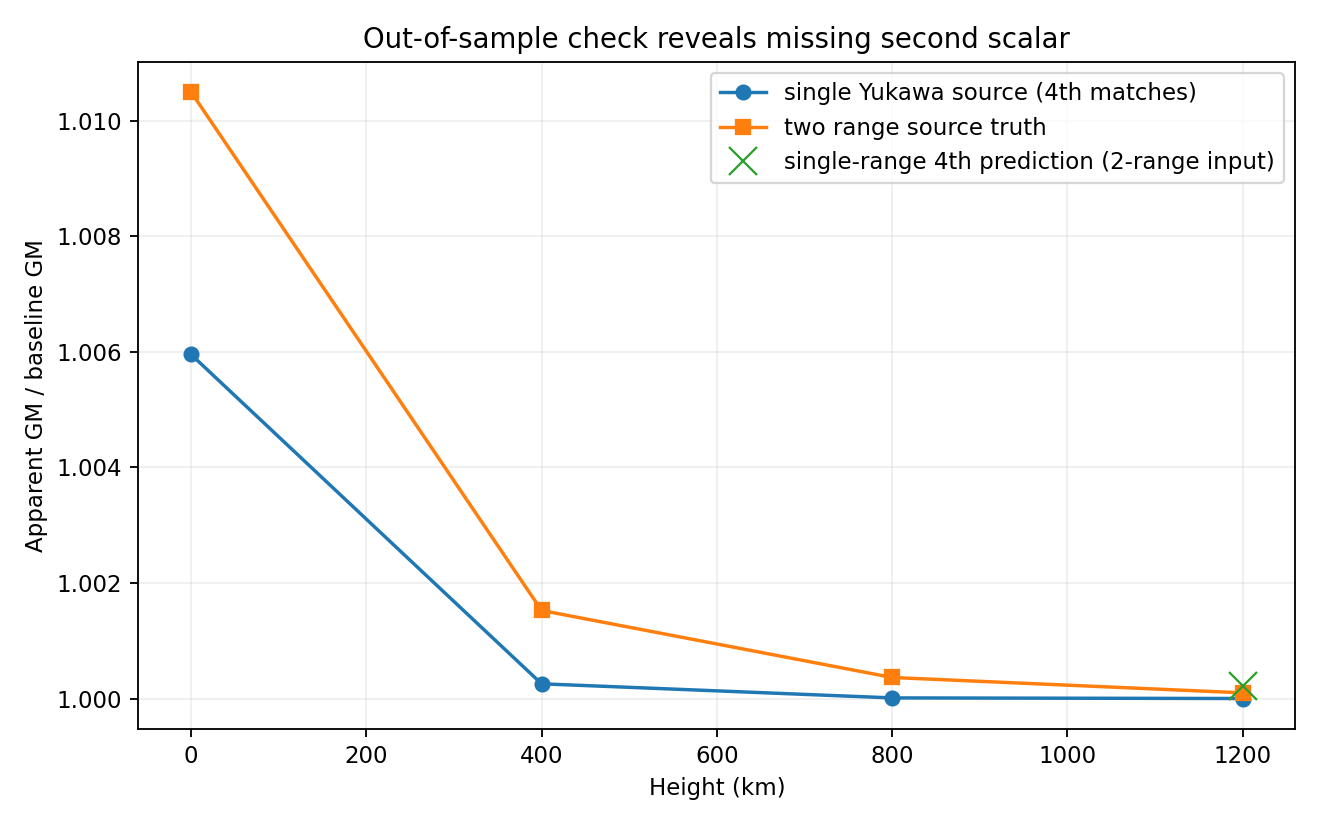 Out-of-sample check reveals missing second scalar
single Yukawa source (4th matches)
two range source truth
single-range 4th prediction (2-range input)
Apparent GM / baseline GM
1.010
1.008
1.006
1.004
1.002
1.000
0 200 400 600 800 1000 1200
Height (km)